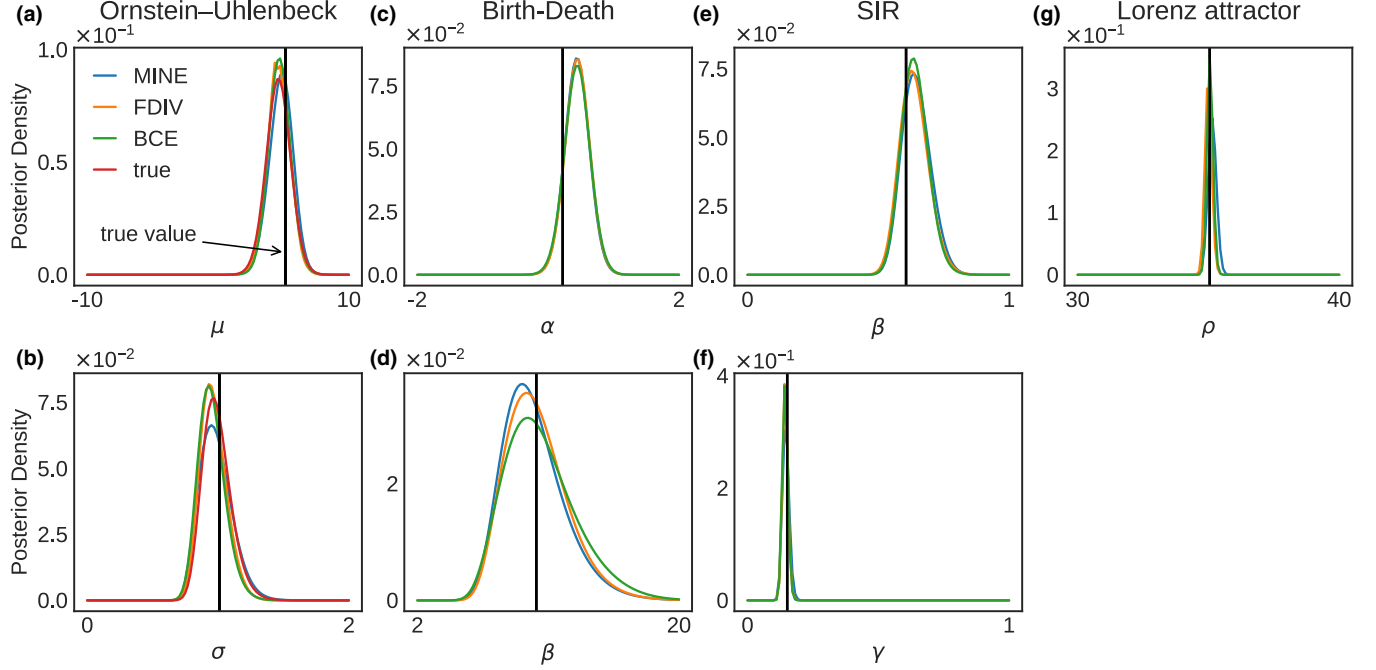 (a) Ornstein–Uhlenbeck
×10⁻¹
1.0
0.5
0.0
Posterior Density
MINE
FDIV
BCE
true
true value
-10 10
μ
(c) Birth-Death
×10⁻²
7.5
5.0
2.5
0.0
-2 2
α
(e) SIR
×10⁻²
7.5
5.0
2.5
0.0
0 1
β
(g) Lorenz attractor
×10⁻¹
3
2
1
0
30 40
ρ
(b)
×10⁻²
7.5
5.0
2.5
0.0
Posterior Density
0 2
σ
(d)
×10⁻²
2
0
2 20
β
(f)
×10⁻¹
4
2
0
0 1
γ